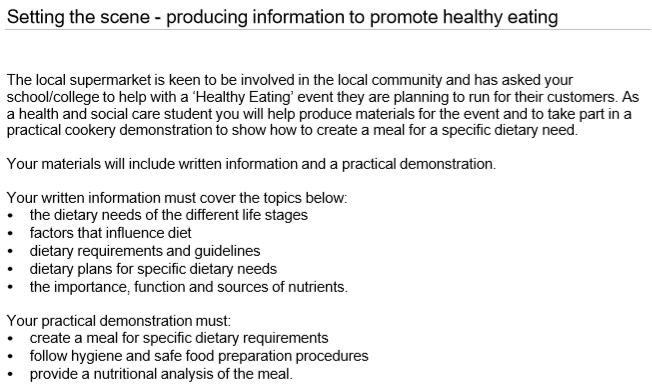 Setting the scene - producing information to promote healthy eating
The local supermarket is keen to be involved in the local community and has asked your
school/college to help with a ‘Healthy Eating’ event they are planning to run for their customers. As
a health and social care student you will help produce materials for the event and to take part in a
practical cookery demonstration to show how to create a meal for a specific dietary need.
Your materials will include written information and a practical demonstration.
Your written information must cover the topics below:
• the dietary needs of the different life stages
• factors that influence diet
• dietary requirements and guidelines
• dietary plans for specific dietary needs
• the importance, function and sources of nutrients.
Your practical demonstration must:
• create a meal for specific dietary requirements
• follow hygiene and safe food preparation procedures
• provide a nutritional analysis of the meal.